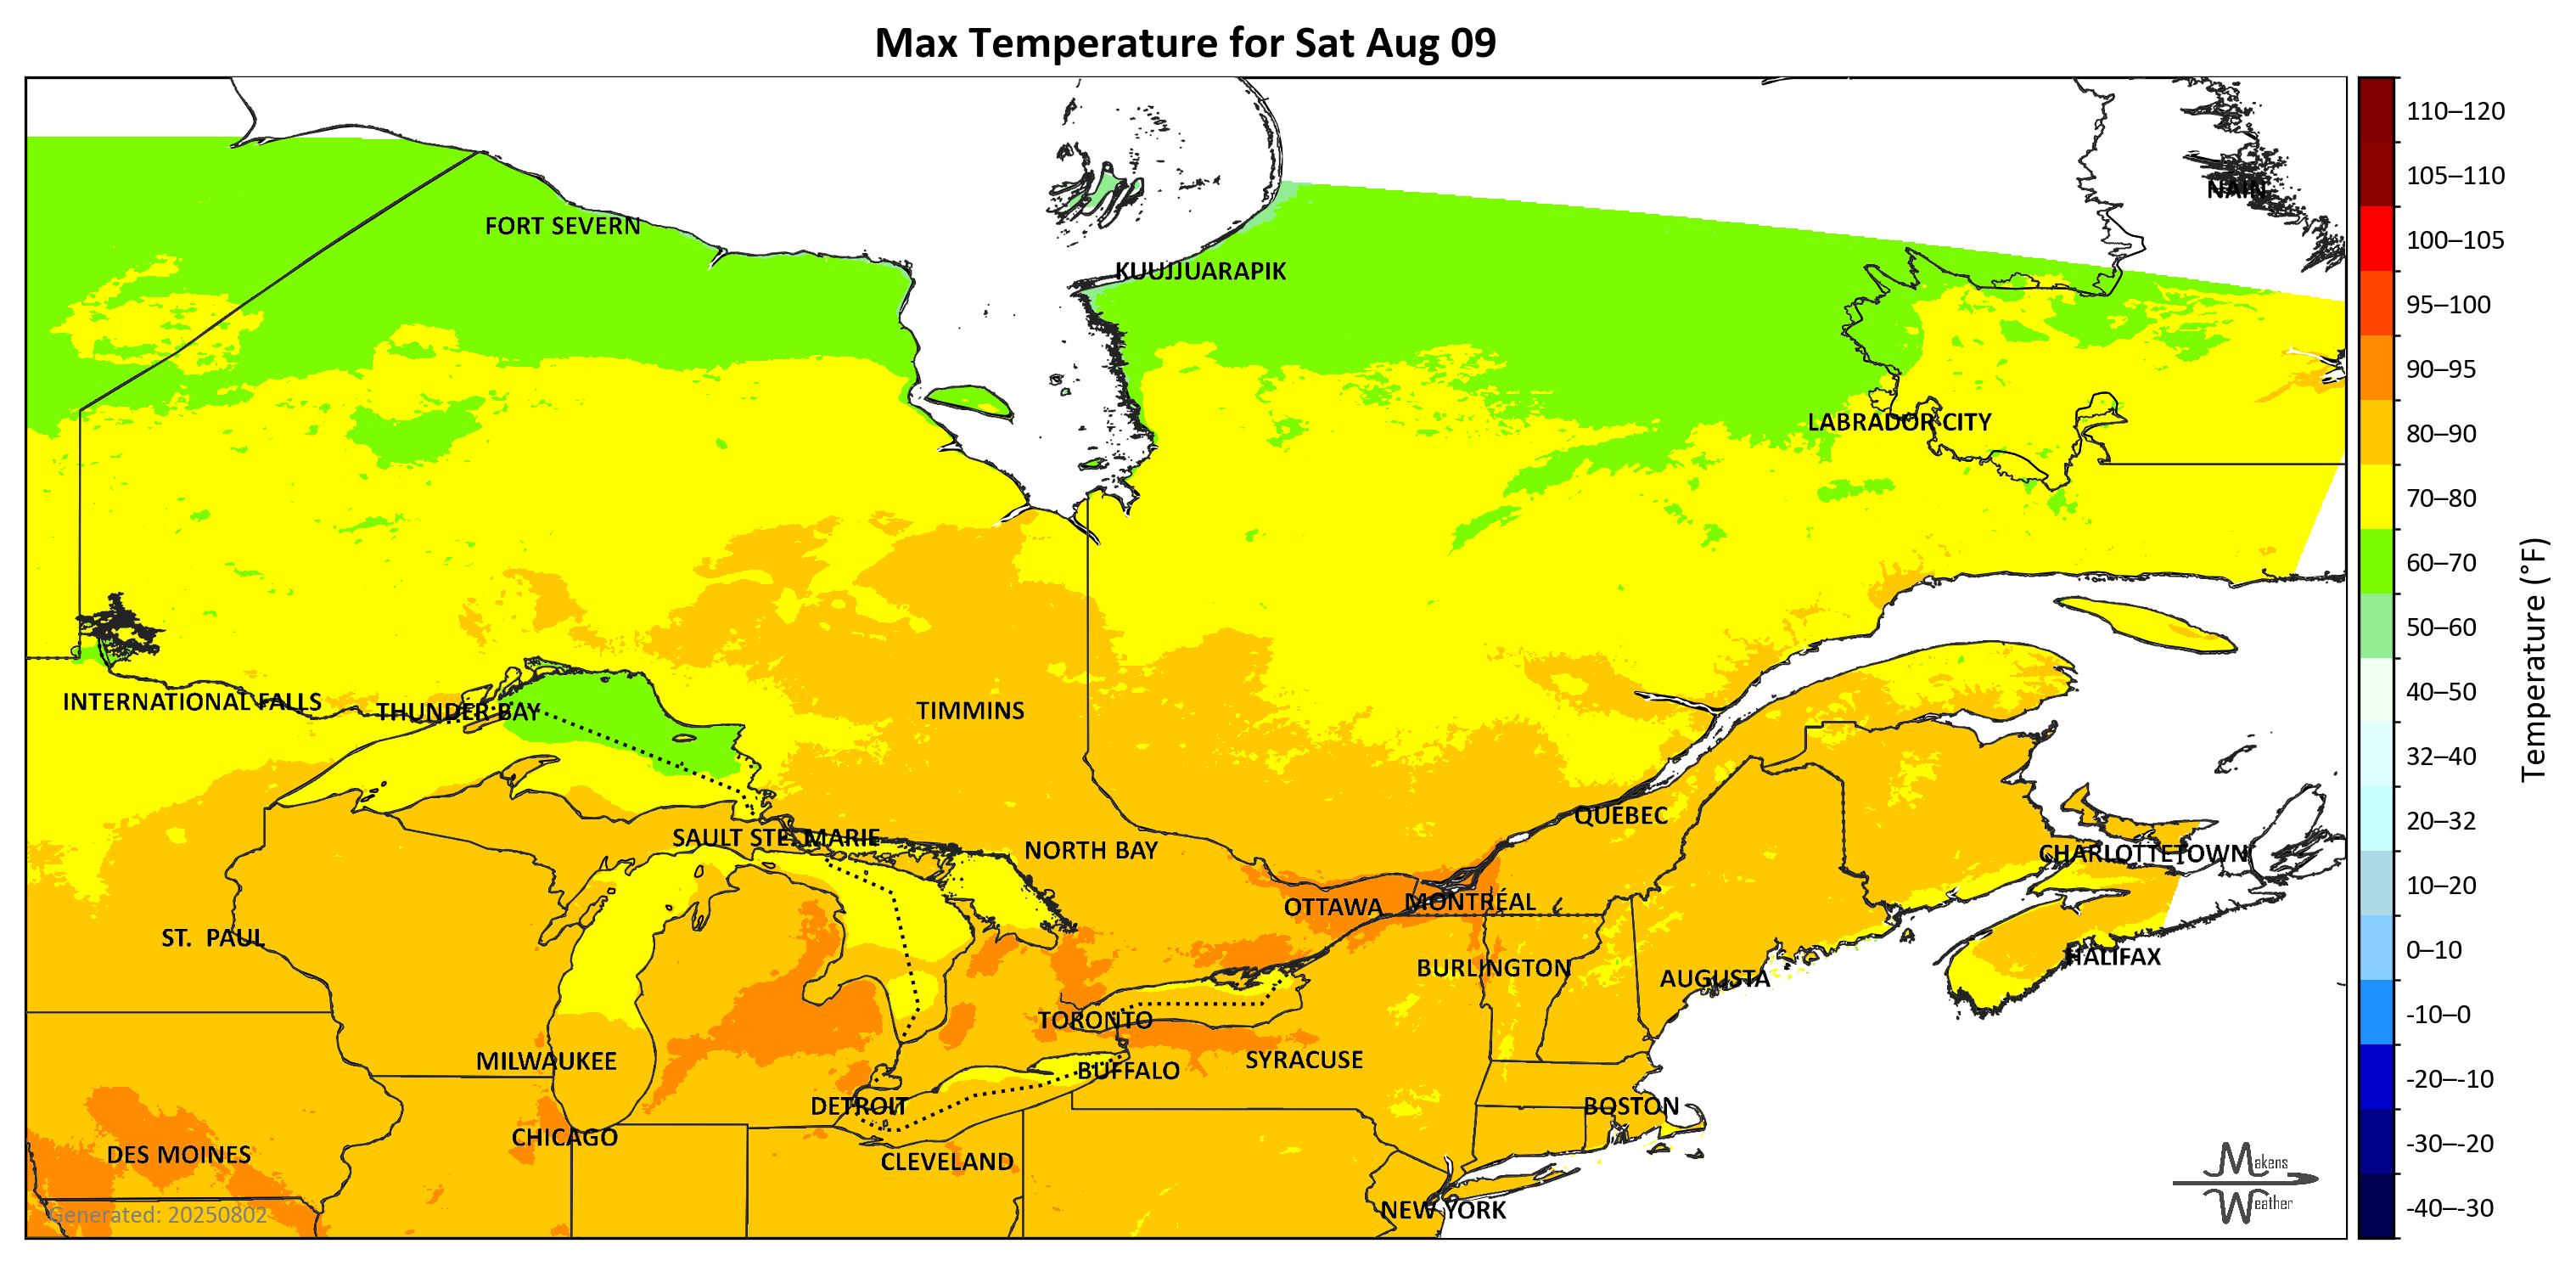 Max Temperature for Sat Aug 09
110–120
105–110
NAIN
FORT SEVERN
100–105
KUUJJUARAPIK
95–100
90–95
LABRADOR CITY
80–90
70–80
60–70
50–60
Temperature (°F)
INTERNATIONAL FALLS
THUNDER BAY
TIMMINS
40–50
32–40
QUÉBEC
20–32
SAULT STE. MARIE
NORTH BAY
CHARLOTTETOWN
10–20
OTTAWA
MONTRÉAL
ST. PAUL
0–10
BURLINGTON
AUGUSTA
HALIFAX
TORONTO
-10–0
MILWAUKEE
BUFFALO
SYRACUSE
-20–-10
DETROIT
BOSTON
CHICAGO
-30–-20
DES MOINES
CLEVELAND
Makens
Weather
NEW YORK
-40–-30
Generated: 20250802